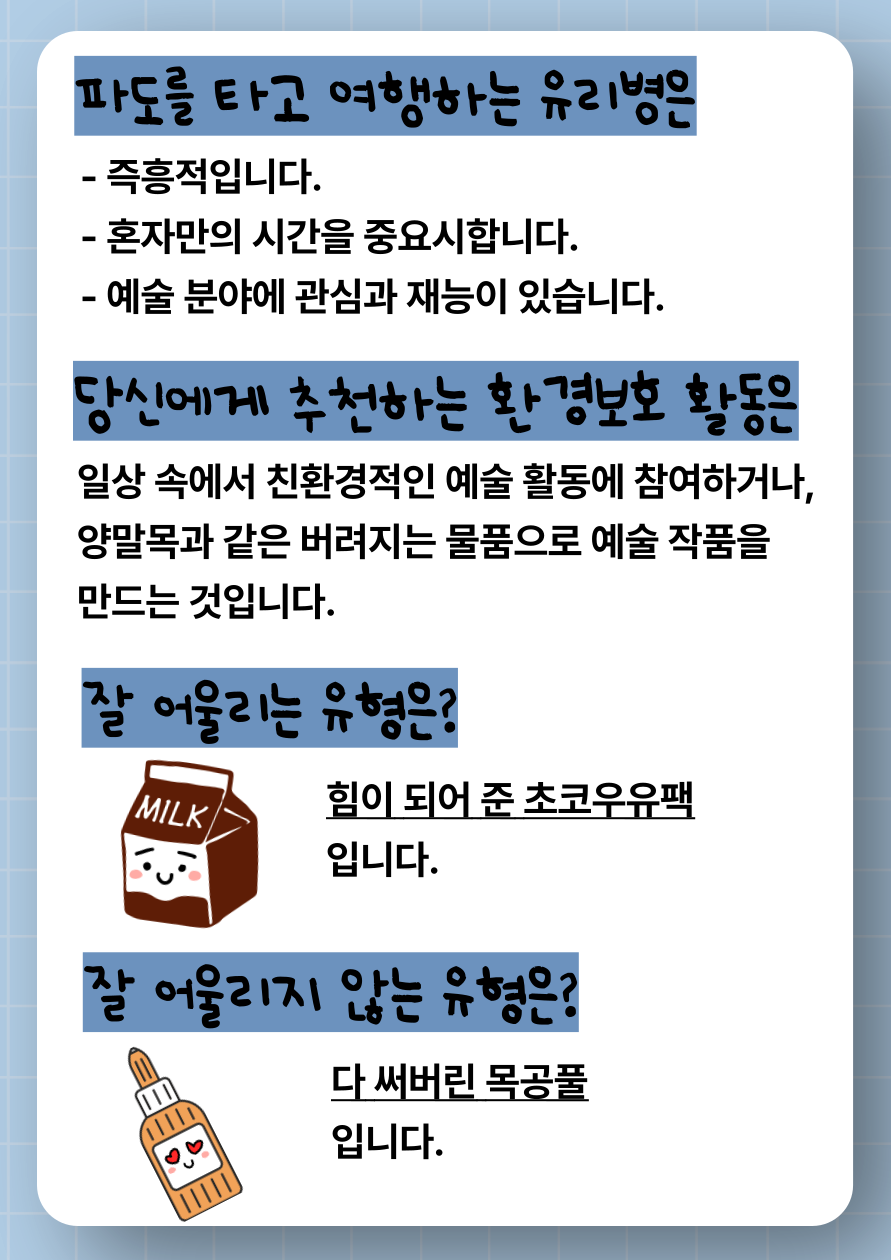 파도를 타고 여행하는 유리병은
- 즉흥적입니다.
- 혼자만의 시간을 중요시합니다.
- 예술 분야에 관심과 재능이 있습니다.
당신에게 추천하는 환경보호 활동은
일상 속에서 친환경적인 예술 활동에 참여하거나,
양말목과 같은 버려지는 물품으로 예술 작품을
만드는 것입니다.
잘 어울리는 유형은?
MILK
힘이 되어 준 초코우유팩
입니다.
잘 어울리지 않는 유형은?
다 써버린 목공풀
입니다.